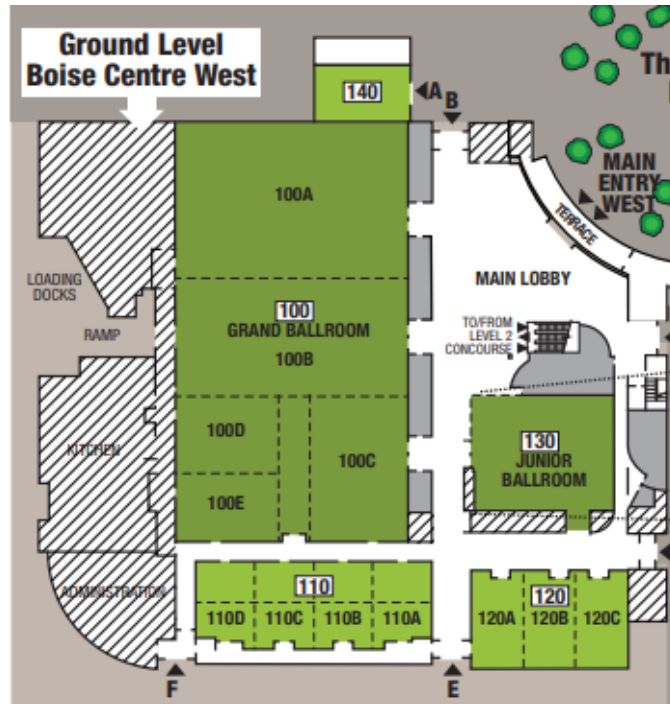 Ground Level
Boise Centre West
140
A
B
Th
MAIN
ENTRY
WEST
TERRACE
100A
LOADING
DOCKS
MAIN LOBBY
100
GRAND BALLROOM
RAMP
TO/FROM
LEVEL 2
CONCOURSE
100B
100D
100C
130
JUNIOR
BALLROOM
KITCHEN
100E
ADMINISTRATION
110
120
110D
110C
110B
110A
120A
120B
120C
F
E